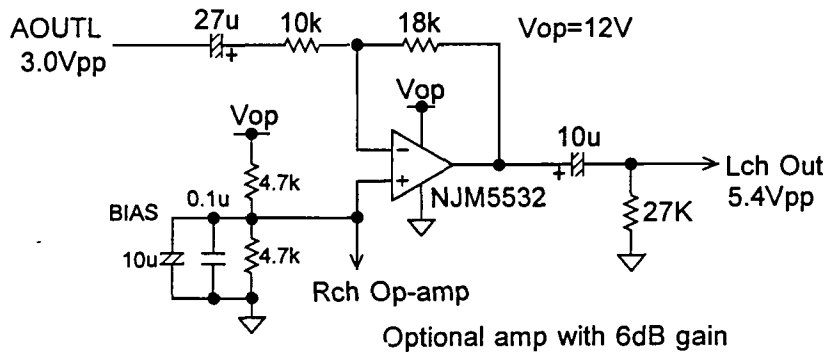 AOUTL
3.0Vpp
27u
+
10k
18k
Vop=12V
Vop
Vop
4.7k
−
+
NJM5532
10u
+
Lch Out
5.4Vpp
27K
BIAS
0.1u
10u
4.7k
Rch Op-amp
Optional amp with 6dB gain